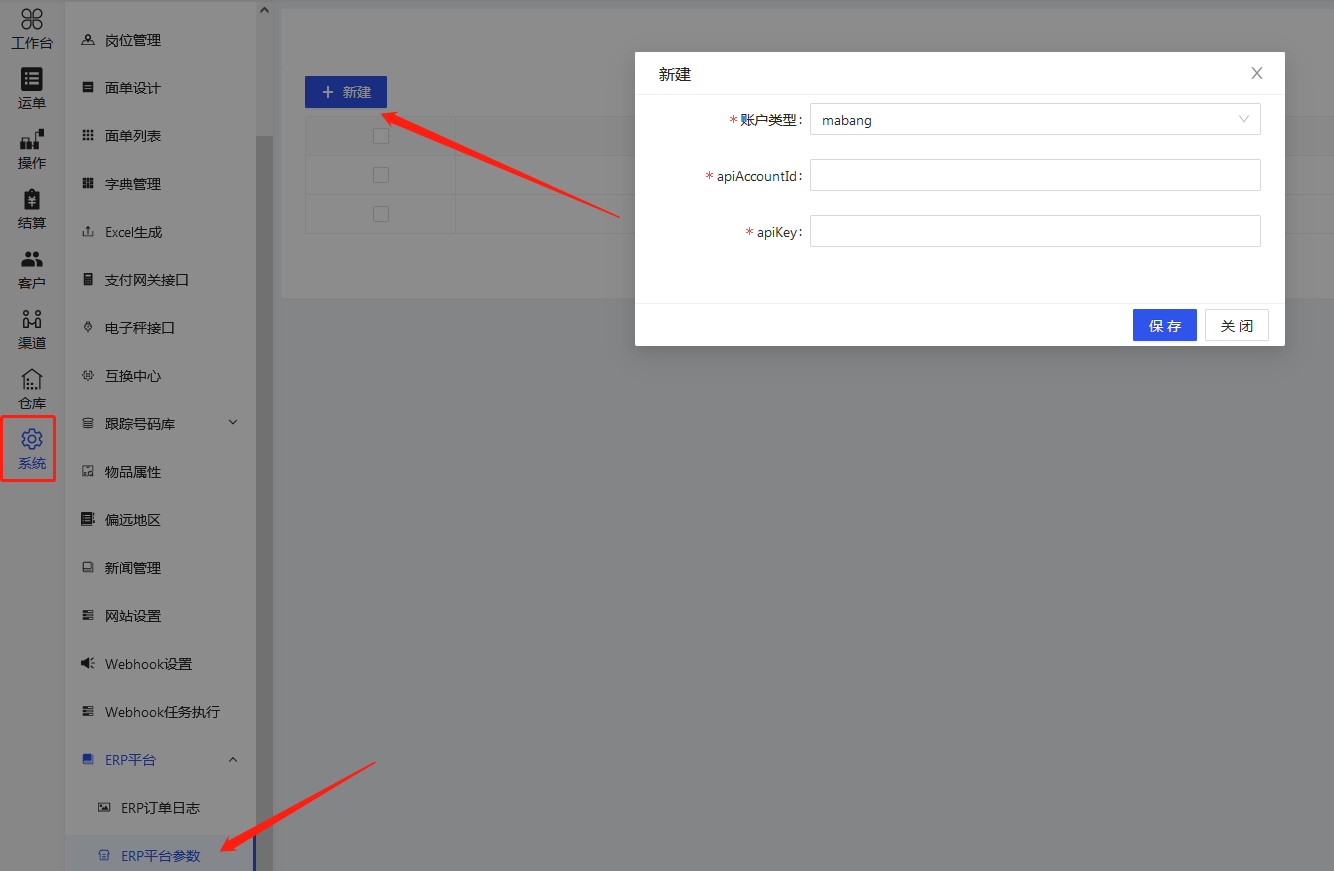 工作台
运单
操作
结算
客户
渠道
仓库
系统
岗位管理
面单设计
面单列表
字典管理
Excel生成
支付网关接口
电子秤接口
互换中心
跟踪号码库
物品属性
偏远地区
新闻管理
网站设置
Webhook设置
Webhook任务执行
ERP平台
ERP订单日志
ERP平台参数
+ 新建
新建
* 账户类型: mabang
* apiAccountId:
* apiKey:
保 存 关 闭